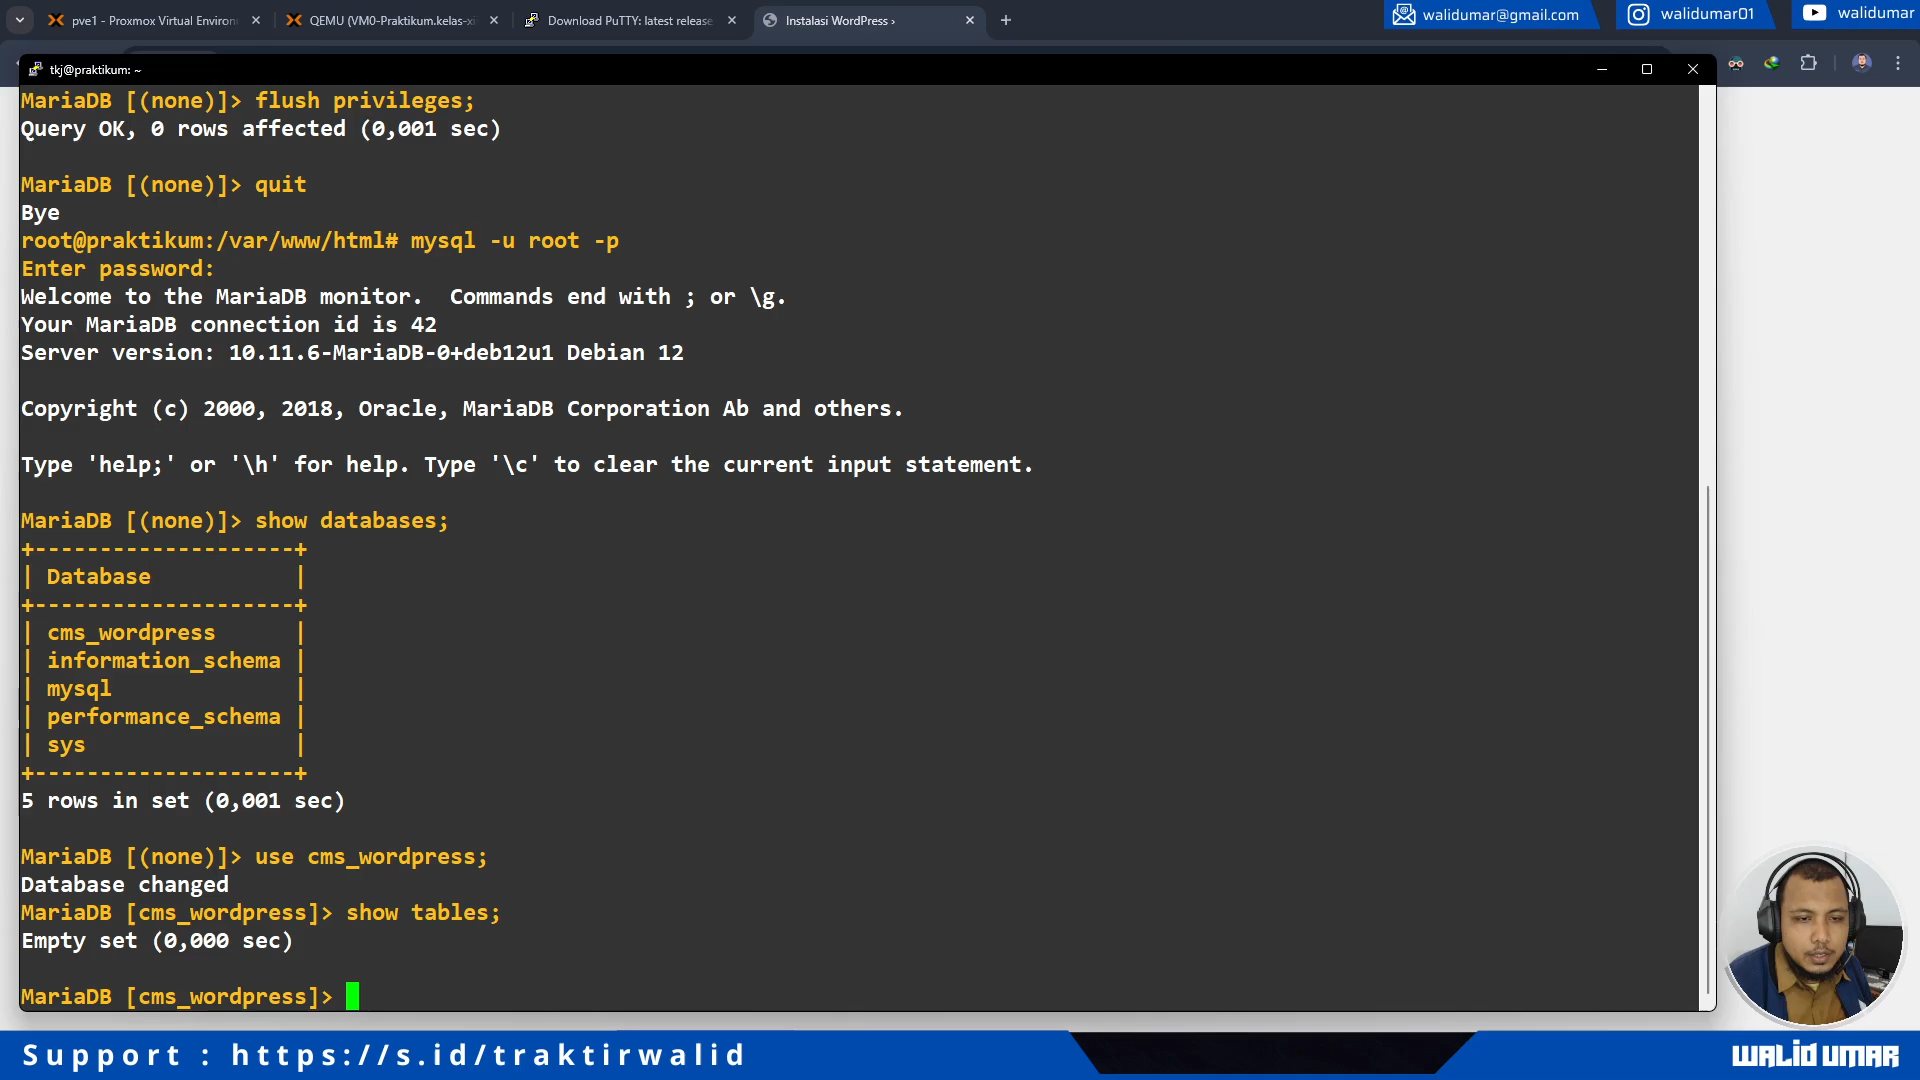 pve1 - Proxmox Virtual Environ
QEMU (VM0-Praktikum.kelas-xi
Download PuTTY: latest release
Instalasi WordPress ›
walidumar@gmail.com
walidumar01
walidumar
tkj@praktikum: ~
MariaDB [(none)]> flush privileges;
Query OK, 0 rows affected (0,001 sec)
MariaDB [(none)]> quit
Bye
root@praktikum:/var/www/html# mysql -u root -p
Enter password:
Welcome to the MariaDB monitor.  Commands end with ; or \g.
Your MariaDB connection id is 42
Server version: 10.11.6-MariaDB-0+deb12u1 Debian 12
Copyright (c) 2000, 2018, Oracle, MariaDB Corporation Ab and others.
Type 'help;' or '\h' for help. Type '\c' to clear the current input statement.
MariaDB [(none)]> show databases;
+--------------------+
| Database           |
+--------------------+
| cms_wordpress      |
| information_schema |
| mysql              |
| performance_schema |
| sys                |
+--------------------+
5 rows in set (0,001 sec)
MariaDB [(none)]> use cms_wordpress;
Database changed
MariaDB [cms_wordpress]> show tables;
Empty set (0,000 sec)
MariaDB [cms_wordpress]>
Support : https://s.id/traktirwalid
WALID UMAR